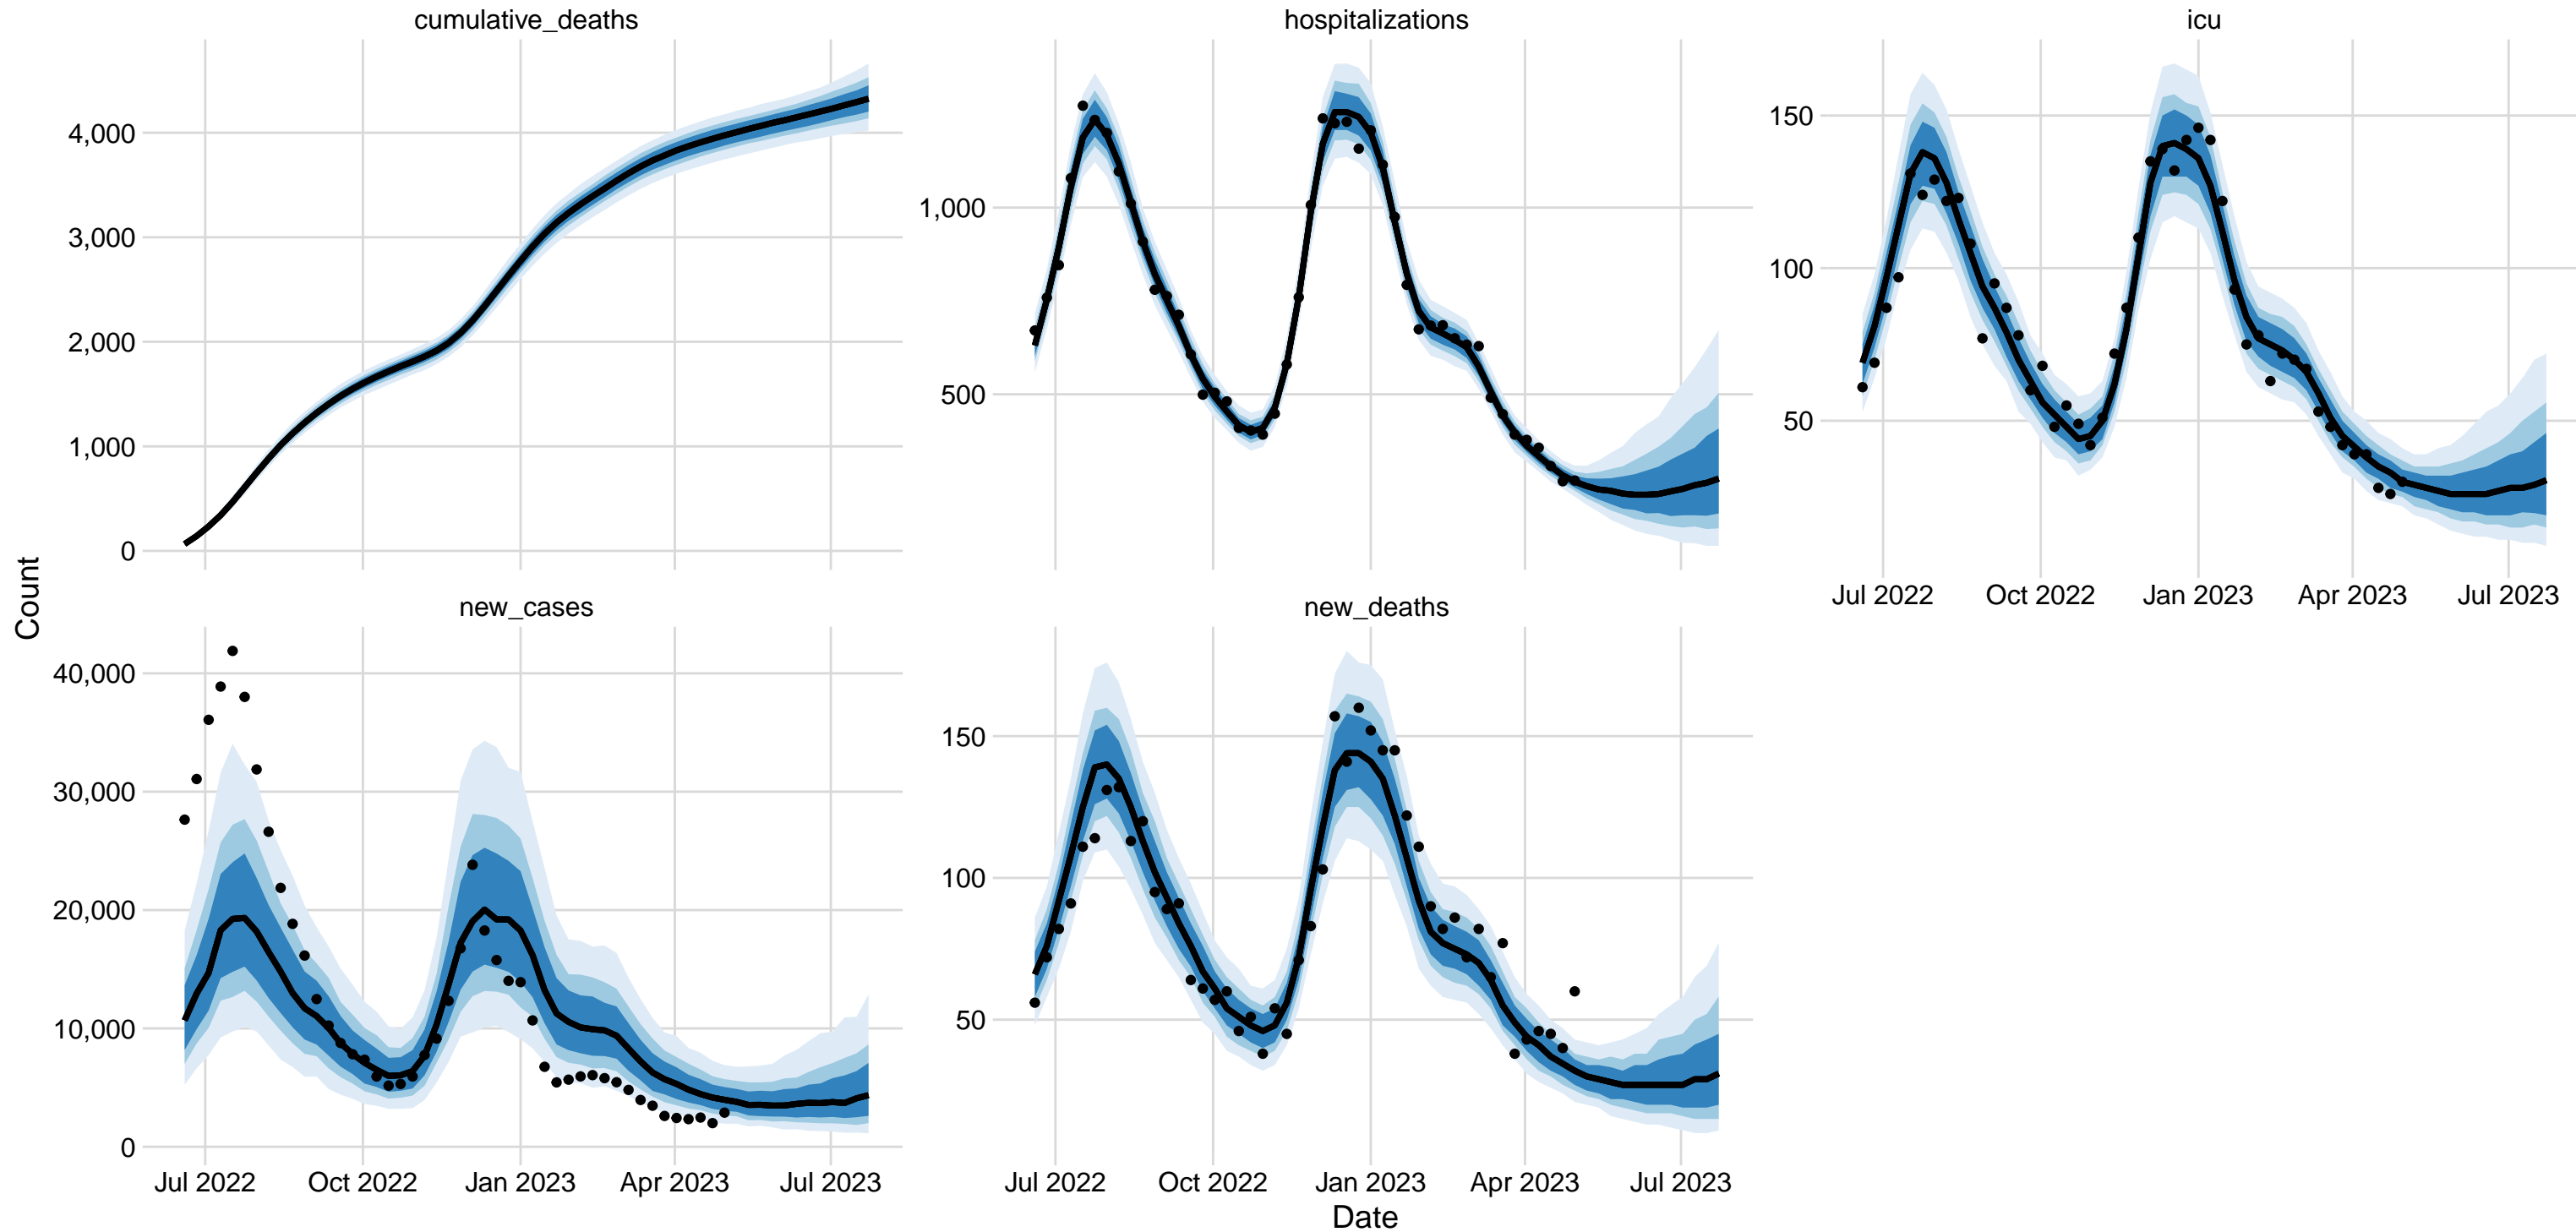 cumulative_deaths
4,000
3,000
2,000
1,000
0
hospitalizations
1,000
500
icu
150
100
50
Jul 2022 Oct 2022 Jan 2023 Apr 2023 Jul 2023
Count
new_cases
40,000
30,000
20,000
10,000
0
Jul 2022 Oct 2022 Jan 2023 Apr 2023 Jul 2023
new_deaths
150
100
50
Jul 2022 Oct 2022 Jan 2023 Apr 2023 Jul 2023
Date